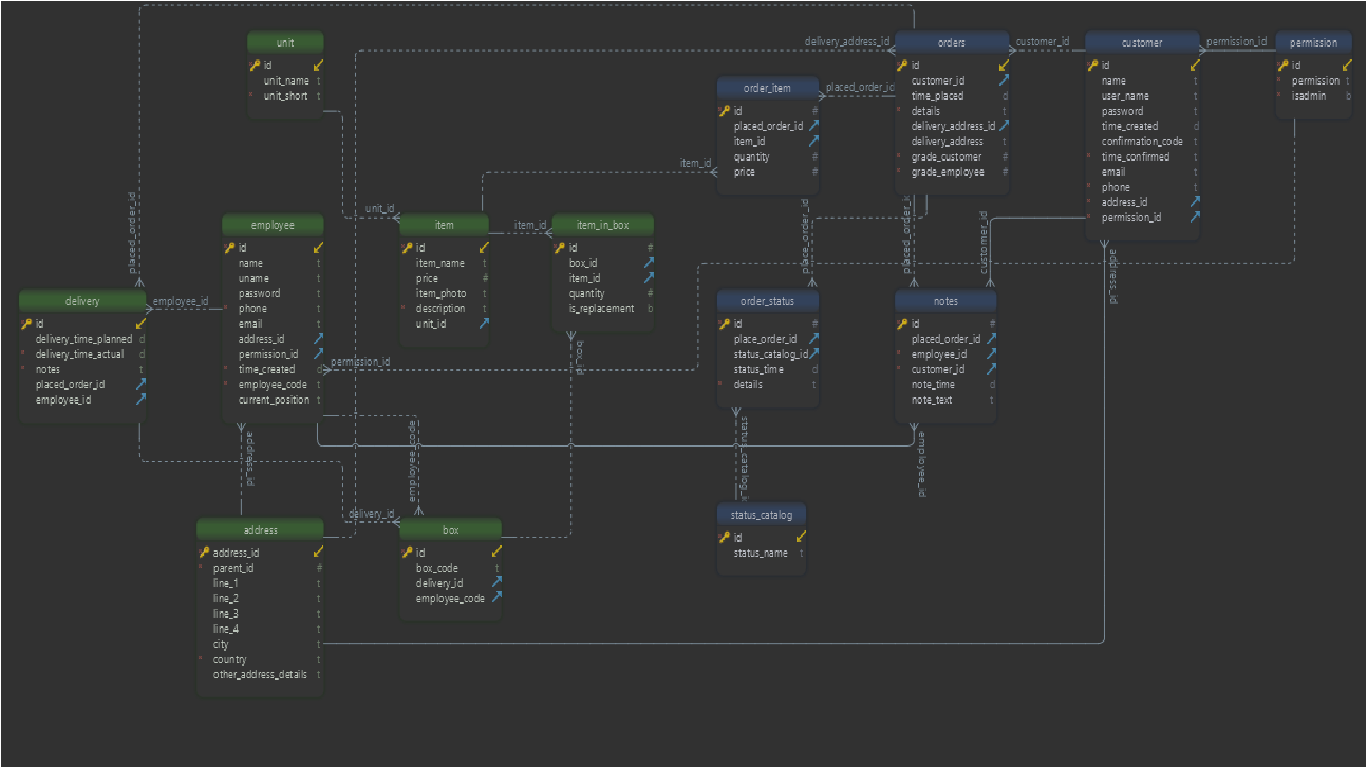 unit
id
unit_name t
unit_short t
order_item
id #
placed_order_id
item_id
quantity #
price #
orders
id
customer_id
time_placed d
details t
delivery_address_id
delivery_address t
grade_customer #
grade_employee #
customer
id
name t
user_name t
password t
time_created d
confirmation_code t
time_confirmed t
email t
phone t
address_id
permission_id
permission
id
permission t
isadmin b
delivery_address_id
customer_id
permission_id
placed_order_id
item_id
unit_id
item_id
placed_order_id
employee_id
permission_id
box_id
place_order_id
placed_order_id
customer_id
address_id
employee
id
name t
uname t
password t
phone t
email t
address_id
permission_id
time_created d
employee_code t
current_position t
item
id
item_name t
price #
item_photo t
description t
unit_id
item_in_box
id #
box_id
item_id
quantity #
is_replacement b
delivery
id
delivery_time_planned d
delivery_time_actual d
notes t
placed_order_id
employee_id
order_status
id #
place_order_id
status_catalog_id
status_time d
details t
notes
id #
placed_order_id
employee_id
customer_id
note_time d
note_text t
address_id
employee_code
status_catalog_i
employee_id
delivery_id
address
address_id
parent_id #
line_1 t
line_2 t
line_3 t
line_4 t
city t
country t
other_address_details t
box
id
box_code t
delivery_id
employee_code
status_catalog
id
status_name t